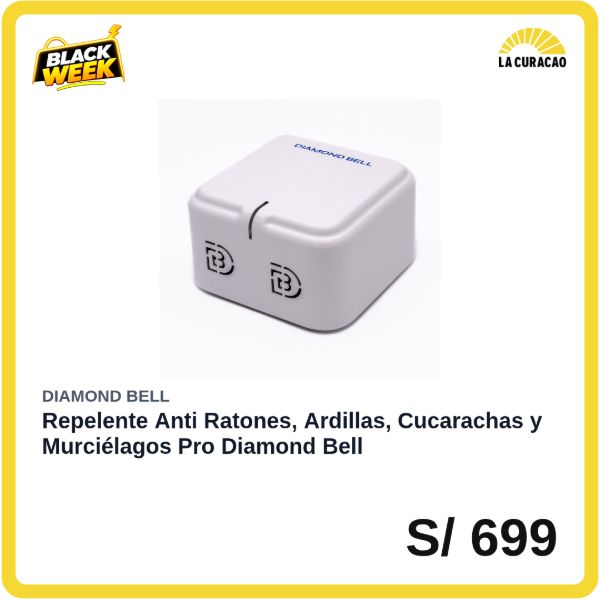 BLACK
WEEK
LA CURACAO
DIAMOND BELL
DIAMOND BELL
Repelente Anti Ratones, Ardillas, Cucarachas y
Murciélagos Pro Diamond Bell
S/ 699